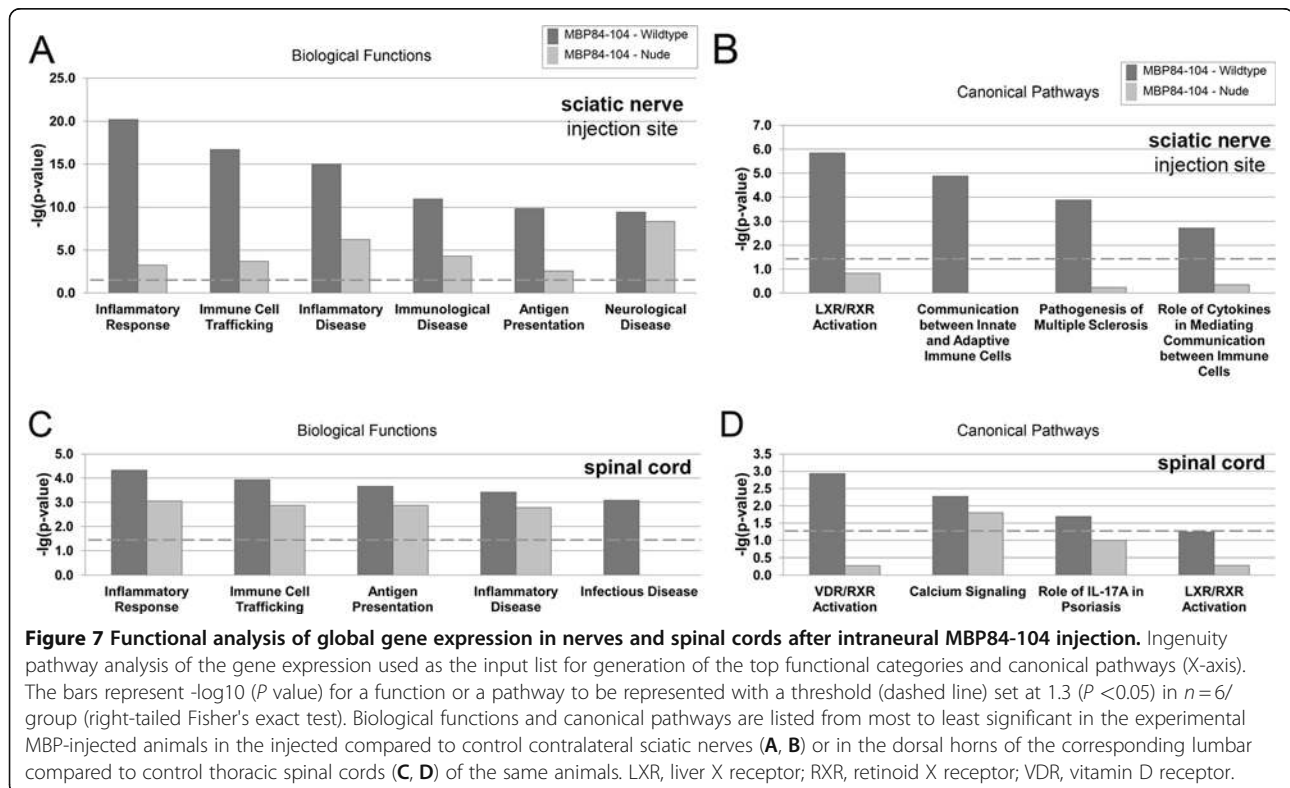 A
Biological Functions
MBP84-104 - Wildtype
MBP84-104 - Nude
sciatic nerve
injection site
-lg(p-value)
25.0
20.0
15.0
10.0
5.0
0.0
Inflammatory Response
Immune Cell Trafficking
Inflammatory Disease
Immunological Disease
Antigen Presentation
Neurological Disease
B
MBP84-104 - Wildtype
MBP84-104 - Nude
Canonical Pathways
sciatic nerve
injection site
-lg(p-value)
7.0
6.0
5.0
4.0
3.0
2.0
1.0
0.0
LXR/RXR Activation
Communication between Innate and Adaptive Immune Cells
Pathogenesis of Multiple Sclerosis
Role of Cytokines in Mediating Communication between Immune Cells
C
Biological Functions
spinal cord
-lg(p-value)
5.0
4.0
3.0
2.0
1.0
0.0
Inflammatory Response
Immune Cell Trafficking
Antigen Presentation
Inflammatory Disease
Infectious Disease
D
Canonical Pathways
spinal cord
-lg(p-value)
3.5
3.0
2.5
2.0
1.5
1.0
0.5
0.0
VDR/RXR Activation
Calcium Signaling
Role of IL-17A in Psoriasis
LXR/RXR Activation
Figure 7 Functional analysis of global gene expression in nerves and spinal cords after intraneural MBP84-104 injection. Ingenuity
pathway analysis of the gene expression used as the input list for generation of the top functional categories and canonical pathways (X-axis).
The bars represent -log10 (P value) for a function or a pathway to be represented with a threshold (dashed line) set at 1.3 (P <0.05) in n = 6/
group (right-tailed Fisher's exact test). Biological functions and canonical pathways are listed from most to least significant in the experimental
MBP-injected animals in the injected compared to control contralateral sciatic nerves (A, B) or in the dorsal horns of the corresponding lumbar
compared to control thoracic spinal cords (C, D) of the same animals. LXR, liver X receptor; RXR, retinoid X receptor; VDR, vitamin D receptor.